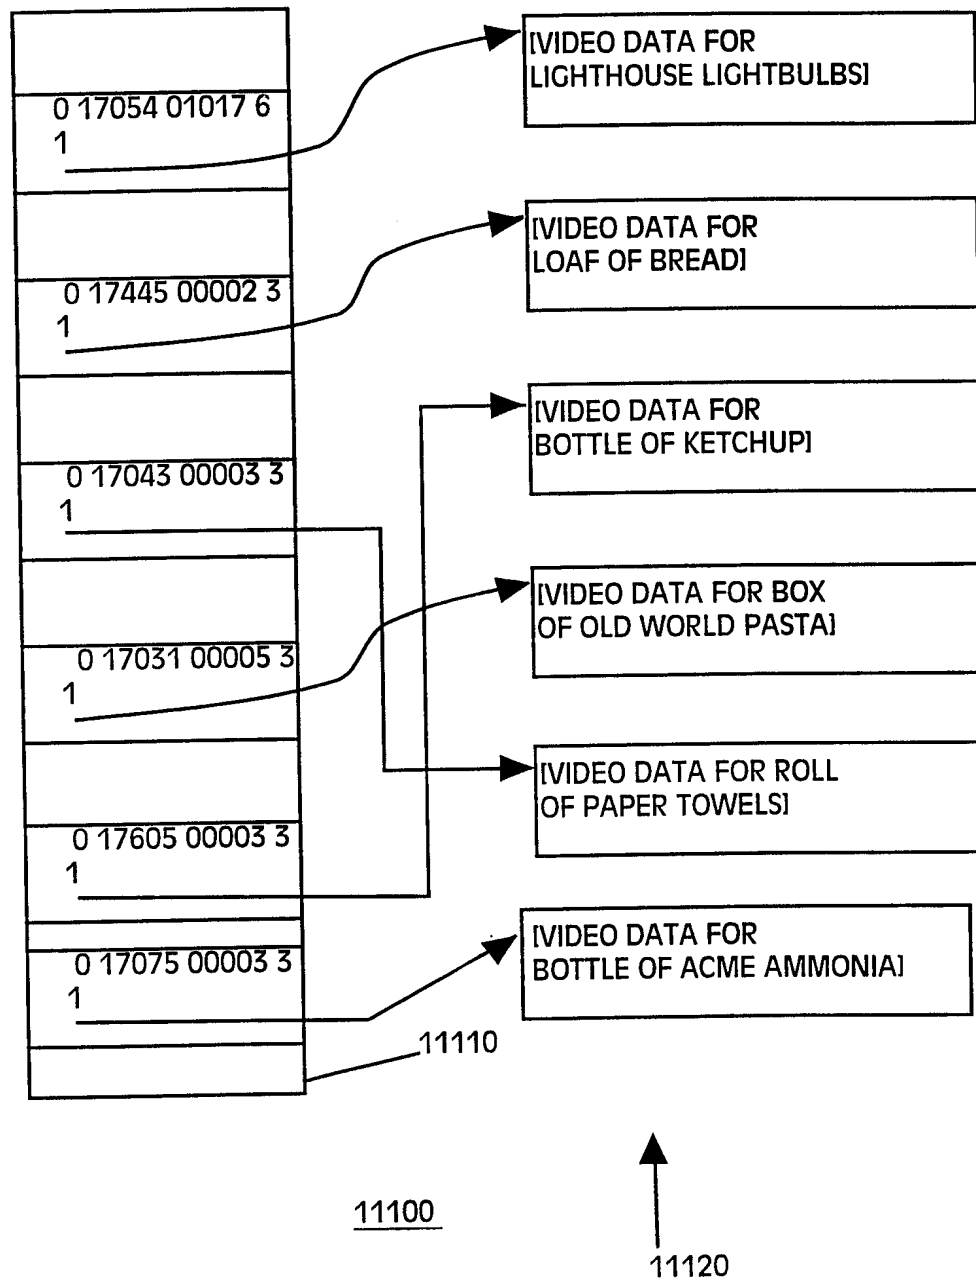 0 17054 01017 6
1
0 17445 00002 3
1
0 17043 00003 3
1
0 17031 00005 3
1
0 17605 00003 3
1
0 17075 00003 3
1
[VIDEO DATA FOR
LIGHTHOUSE LIGHTBULBS]
[VIDEO DATA FOR
LOAF OF BREAD]
[VIDEO DATA FOR
BOTTLE OF KETCHUP]
[VIDEO DATA FOR BOX
OF OLD WORLD PASTA]
[VIDEO DATA FOR ROLL
OF PAPER TOWELS]
[VIDEO DATA FOR
BOTTLE OF ACME AMMONIA]
11110
11100
11120